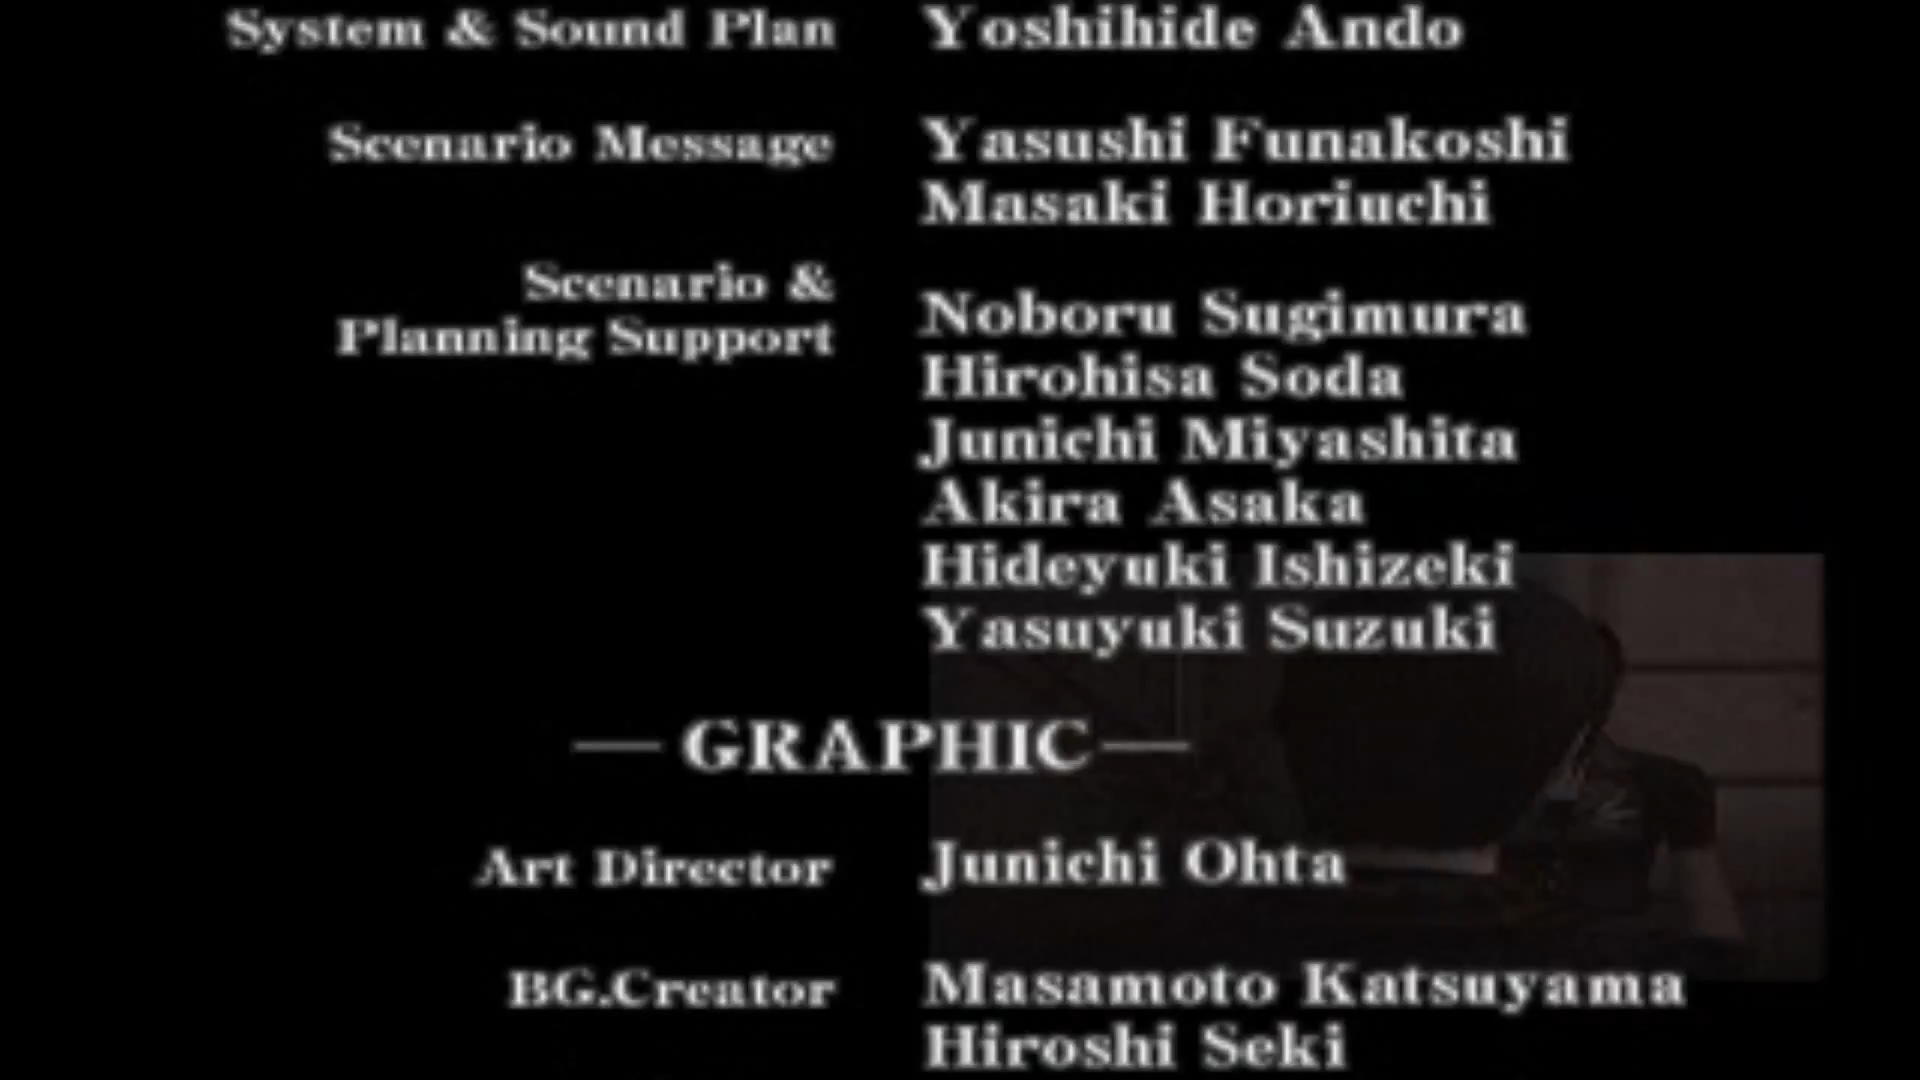 System & Sound Plan Yoshihide Ando
Scenario Message Yasushi Funakoshi
Masaki Horiuchi
Scenario &
Planning Support Noboru Sugimura
Hirohisa Soda
Junichi Miyashita
Akira Asaka
Hideyuki Ishizeki
Yasuyuki Suzuki
— GRAPHIC —
Art Director Junichi Ohta
BG.Creator Masamoto Katsuyama
Hiroshi Seki